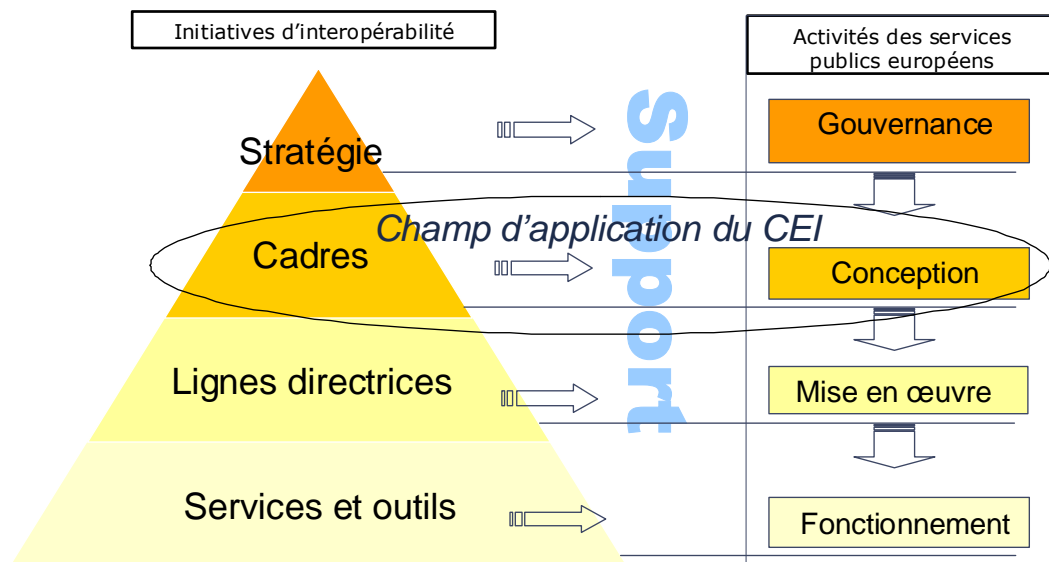 Initiatives d'interopérabilité
Activités des services
publics européens
support
Stratégie
Gouvernance
Champ d'application du CEI
Cadres
Conception
Lignes directrices
Mise en œuvre
Services et outils
Fonctionnement